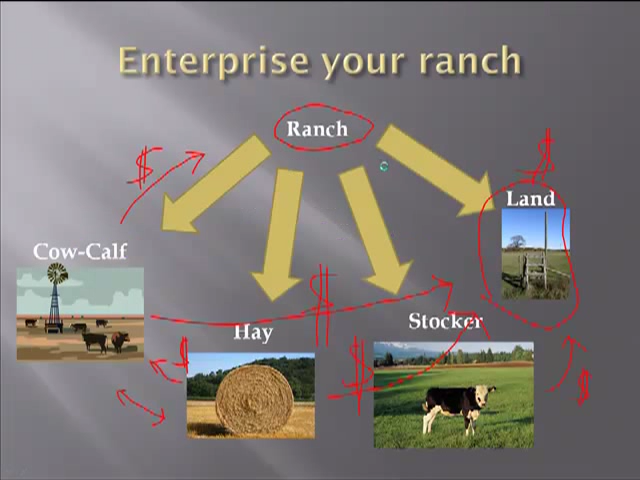 Enterprise your ranch
Ranch
$
$
Land
Cow-Calf
$
Hay
Stocker
$
$
$